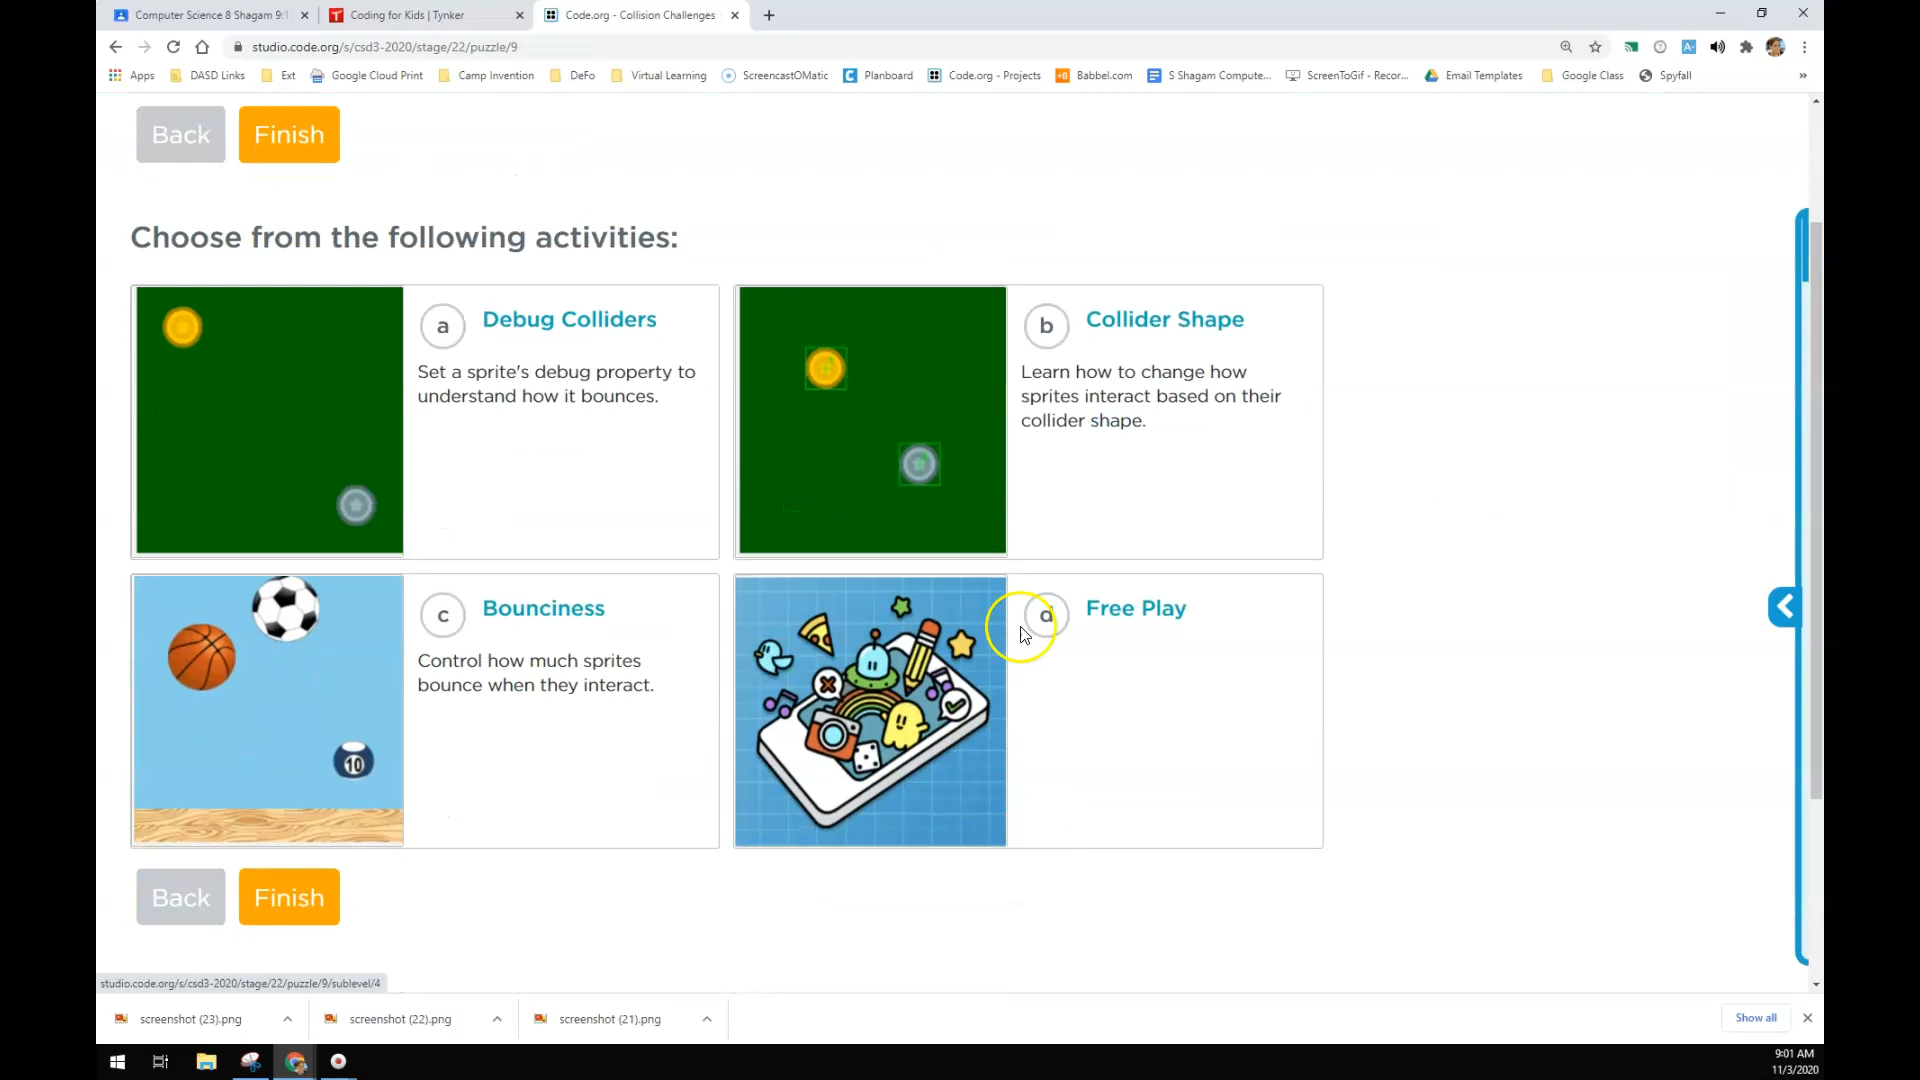 Computer Science 8 Shagam 9:1
Coding for Kids | Tynker
Code.org - Collision Challenges
studio.code.org/s/csd3-2020/stage/22/puzzle/9
Apps
DASD Links
Ext
Google Cloud Print
Camp Invention
DeFo
Virtual Learning
ScreencastOMatic
Planboard
Code.org - Projects
Babbel.com
S Shagam Compute...
ScreenToGif - Recor...
Email Templates
Google Class
Spyfall
»
Back
Finish
Choose from the following activities:
a
Debug Colliders
Set a sprite's debug property to
understand how it bounces.
b
Collider Shape
Learn how to change how
sprites interact based on their
collider shape.
10
c
Bounciness
Control how much sprites
bounce when they interact.
d
Free Play
Back
Finish
studio.code.org/s/csd3-2020/stage/22/puzzle/9/sublevel/4
screenshot (23).png
screenshot (22).png
screenshot (21).png
Show all
9:01 AM
11/3/2020